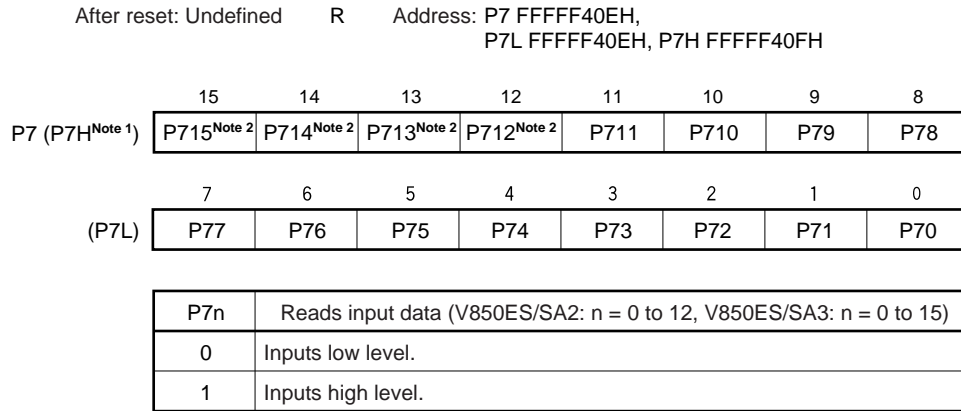 After reset: Undefined R Address: P7 FFFFF40EH,
P7L FFFFF40EH, P7H FFFFF40FH
15 14 13 12 11 10 9 8
P7 (P7HNote 1) P715Note 2 P714Note 2 P713Note 2 P712Note 2 P711 P710 P79 P78
7 6 5 4 3 2 1 0
(P7L) P77 P76 P75 P74 P73 P72 P71 P70
P7n Reads input data (V850ES/SA2: n = 0 to 12, V850ES/SA3: n = 0 to 15)
0 Inputs low level.
1 Inputs high level.